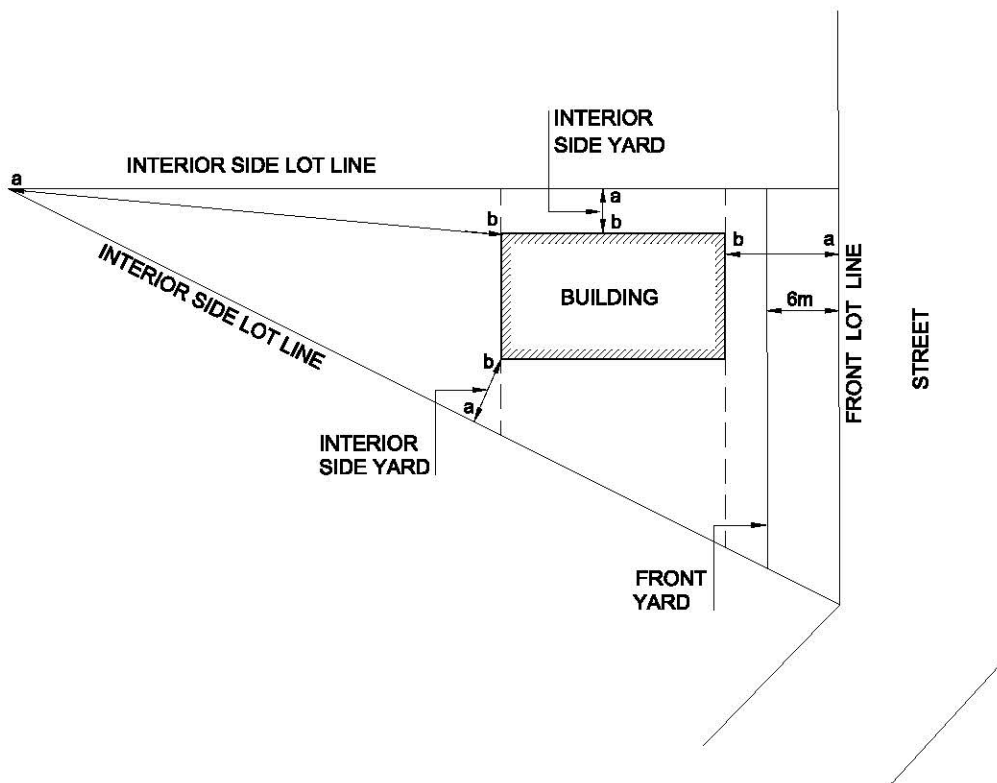 INTERIOR
SIDE YARD
INTERIOR SIDE LOT LINE
a
a
b
b
b
a
INTERIOR SIDE LOT LINE
BUILDING
6m
FRONT LOT LINE
STREET
b
a
INTERIOR
SIDE YARD
FRONT
YARD